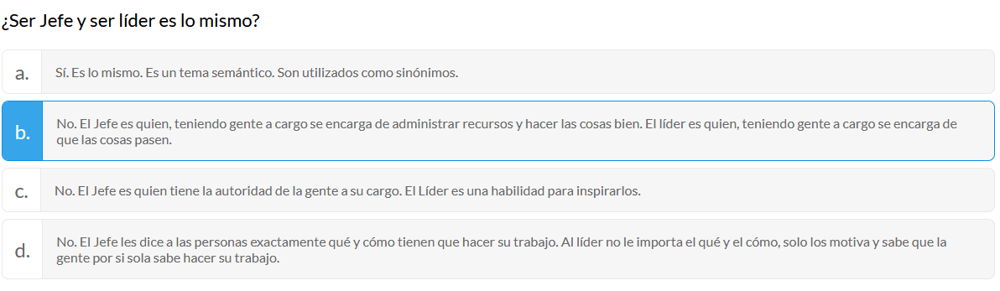 ¿Ser Jefe y ser líder es lo mismo?
a. Sí. Es lo mismo. Es un tema semántico. Son utilizados como sinónimos.
b. No. El Jefe es quien, teniendo gente a cargo se encarga de administrar recursos y hacer las cosas bien. El líder es quien, teniendo gente a cargo se encarga de
que las cosas pasen.
c. No. El Jefe es quien tiene la autoridad de la gente a su cargo. El Líder es una habilidad para inspirarlos.
d. No. El Jefe les dice a las personas exactamente qué y cómo tienen que hacer su trabajo. Al líder no le importa el qué y el cómo, solo los motiva y sabe que la
gente por si sola sabe hacer su trabajo.